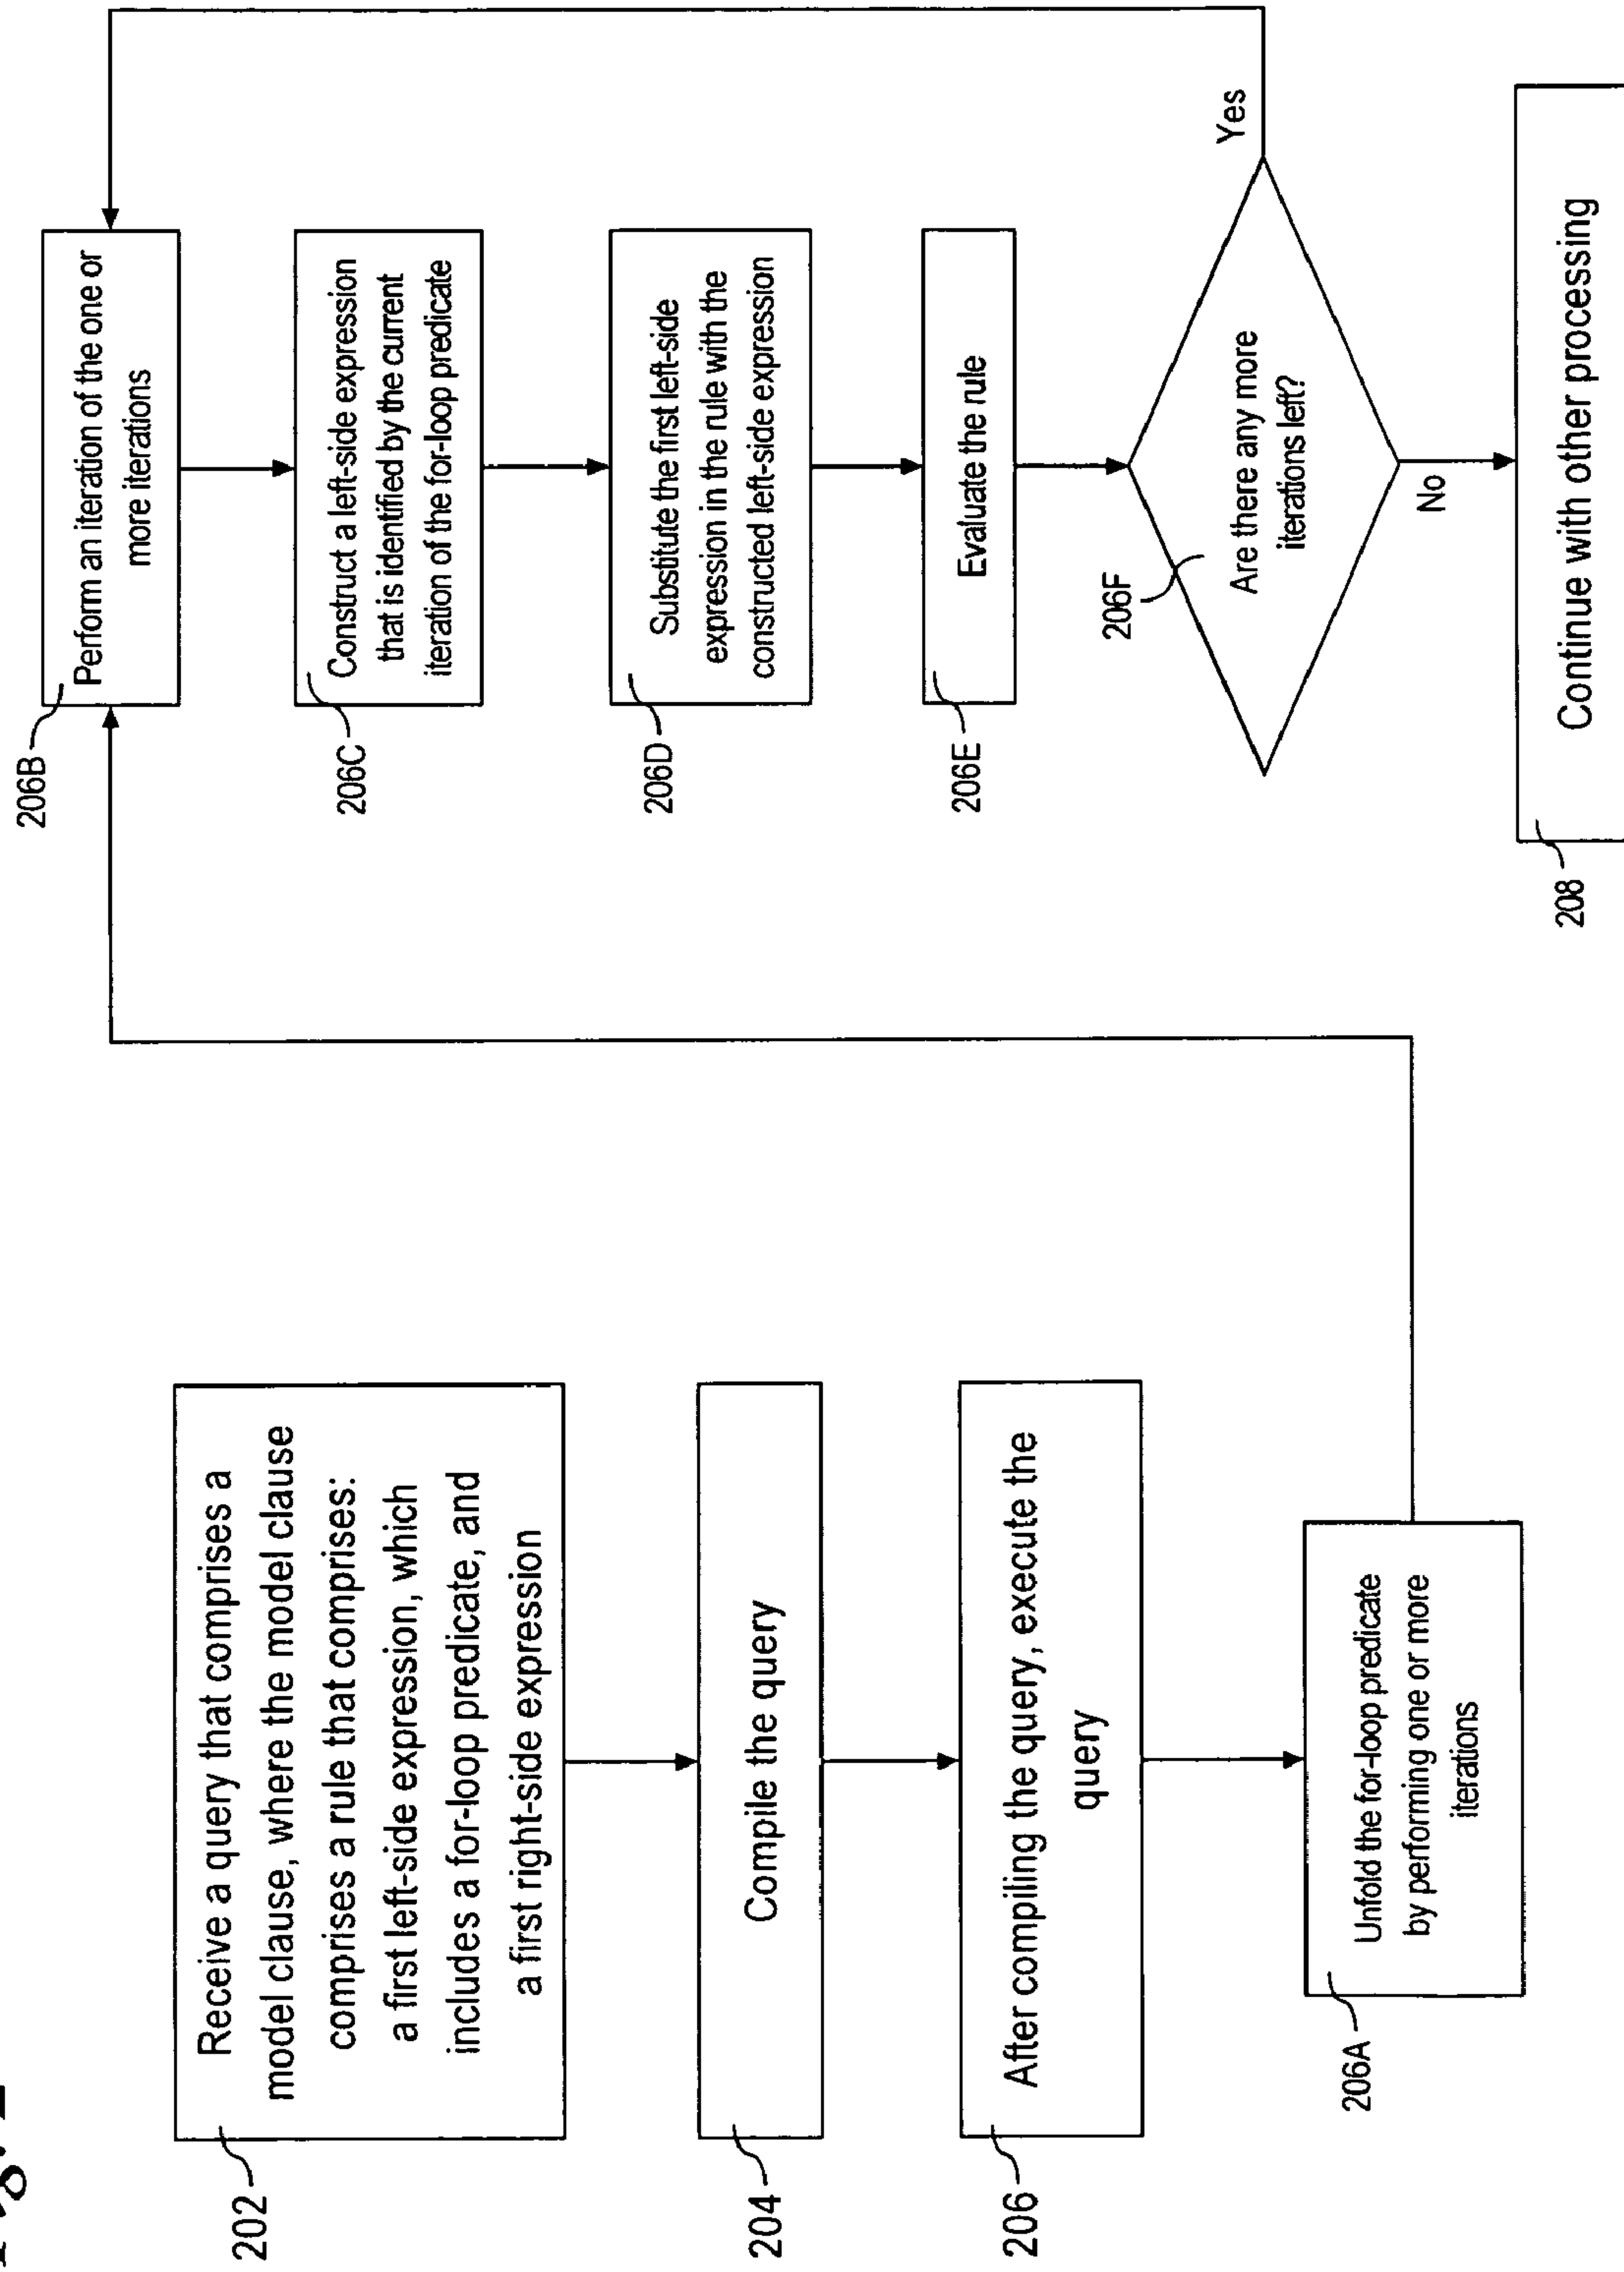 202
Receive a query that comprises a
model clause, where the model clause
comprises a rule that comprises:
a first left-side expression, which
includes a for-loop predicate, and
a first right-side expression
204
Compile the query
206
After compiling the query, execute the
query
206A
Unfold the for-loop predicate
by performing one or more
iterations
206B
Perform an iteration of the one or
more iterations
206C
Construct a left-side expression
that is identified by the current
iteration of the for-loop predicate
206D
Substitute the first left-side
expression in the rule with the
constructed left-side expression
206E
Evaluate the rule
206F
Are there any more
iterations left?
Yes
No
208
Continue with other processing